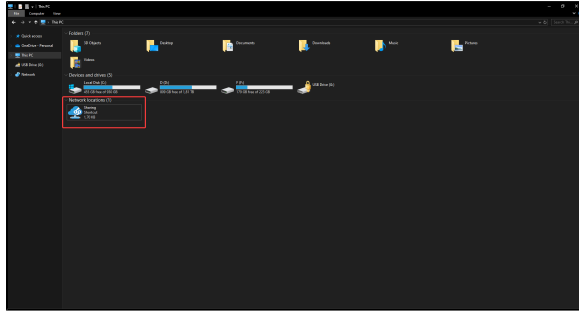 This PC
File Computer View
This PC
Quick access
OneDrive - Personal
This PC
USB Drive (G:)
Network
Folders (7)
3D Objects
Desktop
Documents
Downloads
Music
Pictures
Videos
Devices and drives (5)
Local Disk (C:)
D (D:)
F (F:)
USB Drive (G:)
Network locations (1)
Sharing
Shortcut